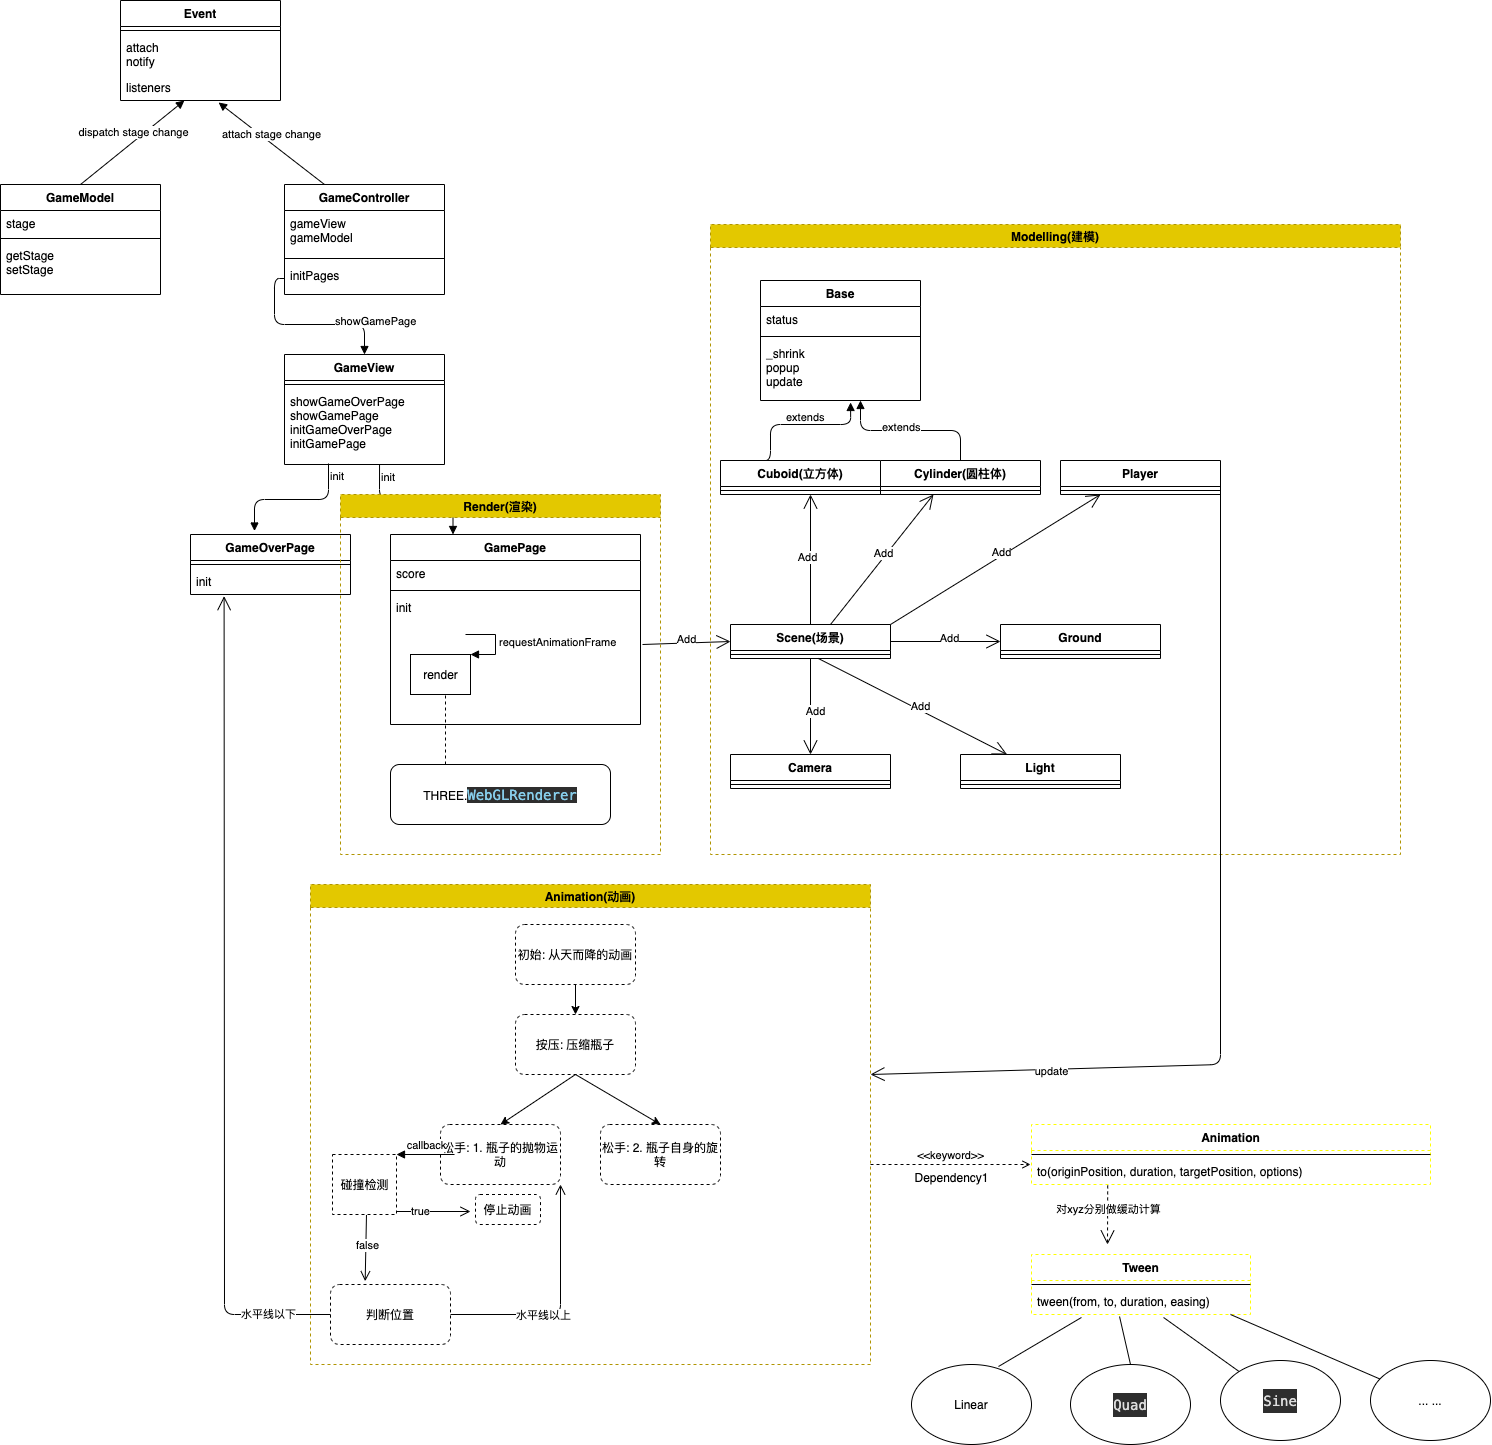 Event
attach
notify
listeners
dispatch stage change
attach stage change
GameModel
stage
getStage
setStage
GameController
gameView
gameModel
initPages
showGamePage
GameView
showGameOverPage
showGamePage
initGameOverPage
initGamePage
init
init
GameOverPage
init
Render(渲染)
GamePage
score
init
requestAnimationFrame
render
THREE.WebGLRenderer
Add
Modelling(建模)
Base
status
_shrink
popup
update
extends
extends
Cuboid(立方体)
Cylinder(圆柱体)
Player
Add
Add
Add
Scene(场景)
Add
Ground
Add
Add
Camera
Light
update
Animation(动画)
初始: 从天而降的动画
按压: 压缩瓶子
callback
松手: 1. 瓶子的抛物运
动
松手: 2. 瓶子自身的旋
转
碰撞检测
true
停止动画
false
判断位置
水平线以下
水平线以上
<<keyword>>
Dependency1
Animation
to(originPosition, duration, targetPosition, options)
对xyz分别做缓动计算
Tween
tween(from, to, duration, easing)
Linear
Quad
Sine
... ...